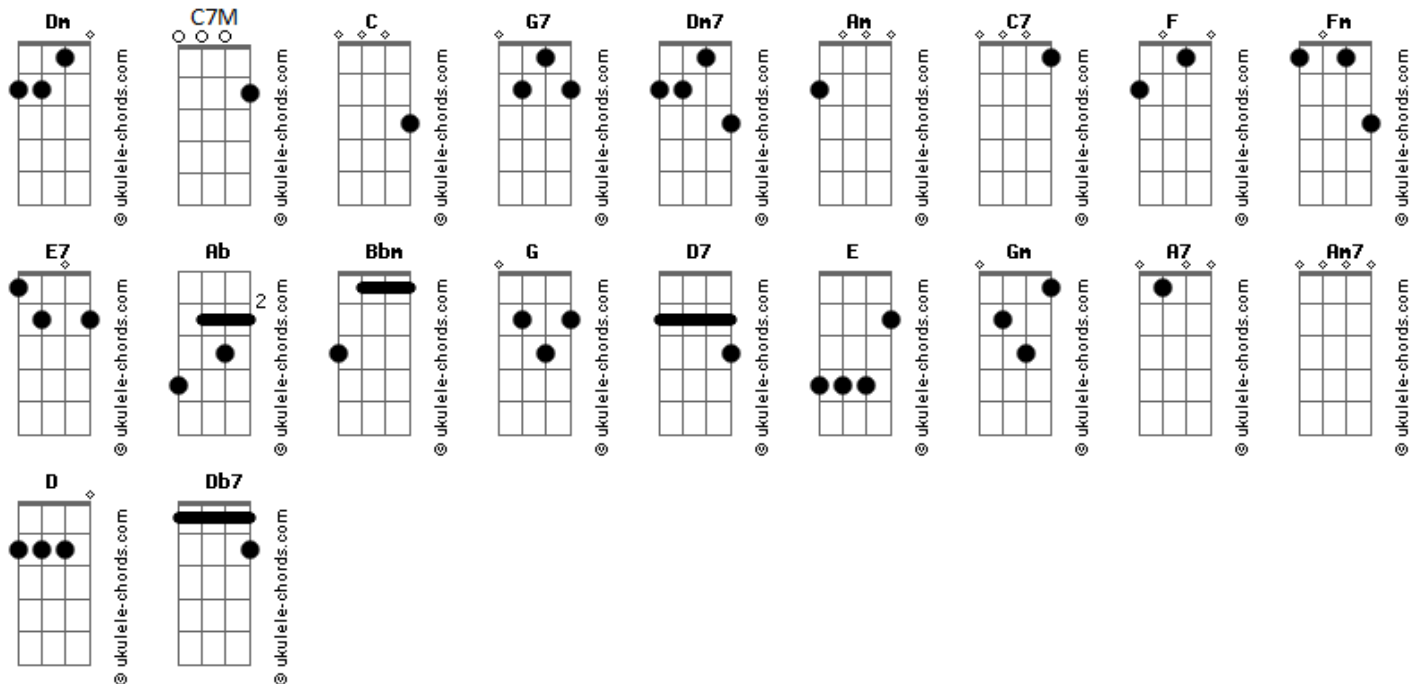 Dm C7M C G7 Dm7 Am C7 F Fm
© ukulele-chords.com © ukulele-chords.com © ukulele-chords.com © ukulele-chords.com © ukulele-chords.com © ukulele-chords.com © ukulele-chords.com © ukulele-chords.com © ukulele-chords.com
E7 Ab Bbm G D7 E Gm A7 Am7
2
© ukulele-chords.com © ukulele-chords.com © ukulele-chords.com © ukulele-chords.com © ukulele-chords.com © ukulele-chords.com © ukulele-chords.com © ukulele-chords.com © ukulele-chords.com
D Db7
© ukulele-chords.com © ukulele-chords.com